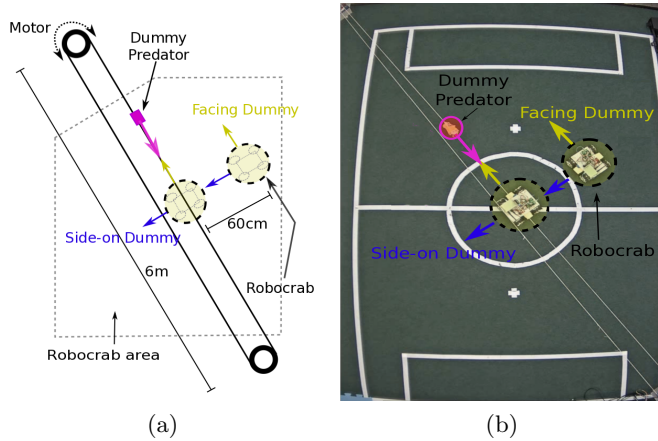 Motor
Dummy
Predator
Facing Dummy
Side-on Dummy
60cm
6m
Robocrab
Robocrab area
(a)
Dummy
Predator
Facing Dummy
Side-on Dummy
Robocrab
(b)